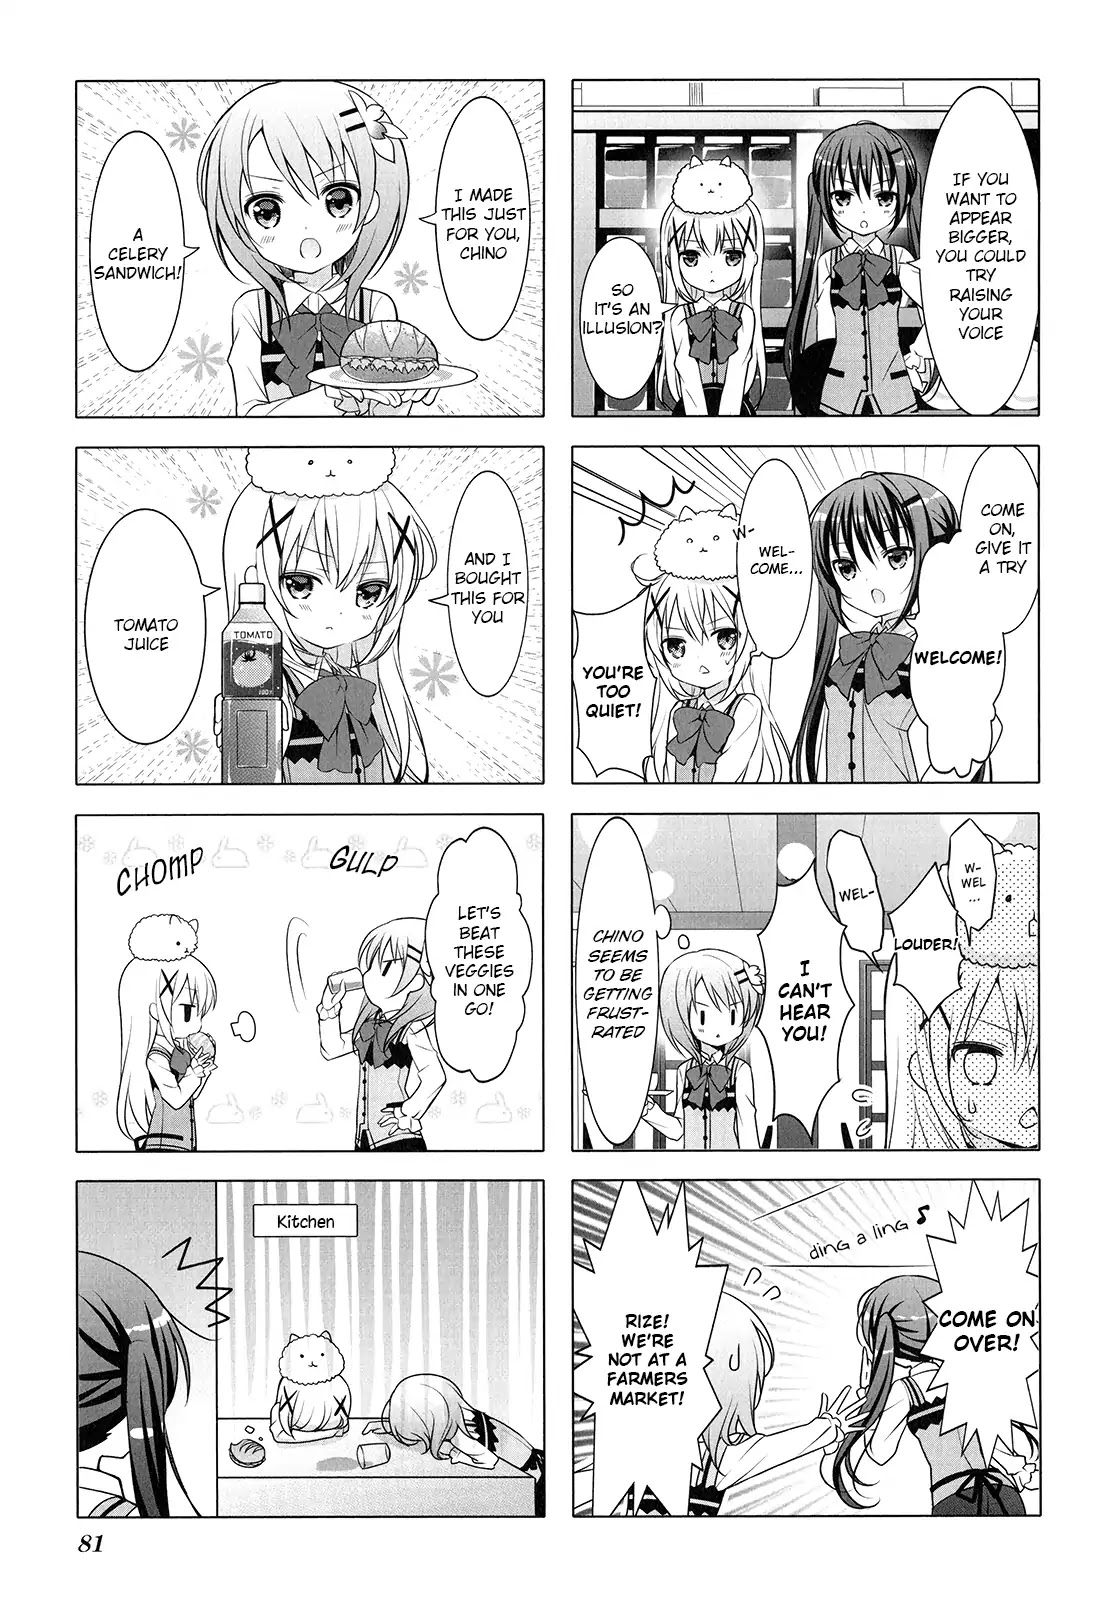 IF YOU
WANT TO
APPEAR
BIGGER,
YOU COULD
TRY
RAISING
YOUR
VOICE
SO
IT'S AN
ILLUSION?
COME
ON,
GIVE IT
A TRY
WELCOME!
W-
WEL-
COME...
YOU'RE
TOO
QUIET!
W-
WEL
...
LOUDER!
WEL-
I
CAN'T
HEAR
YOU!
CHINO
SEEMS
TO BE
GETTING
FRUST-
RATED
COME ON
OVER!
ding a ling ♪
RIZE!
WE'RE
NOT AT A
FARMERS
MARKET!
I MADE
THIS JUST
FOR YOU,
CHINO
A
CELERY
SANDWICH!
AND I
BOUGHT
THIS FOR
YOU
TOMATO
JUICE
TOMATO
100%
LET'S
BEAT
THESE
VEGGIES
IN ONE
GO!
GULP
CHOMP
Kitchen
81